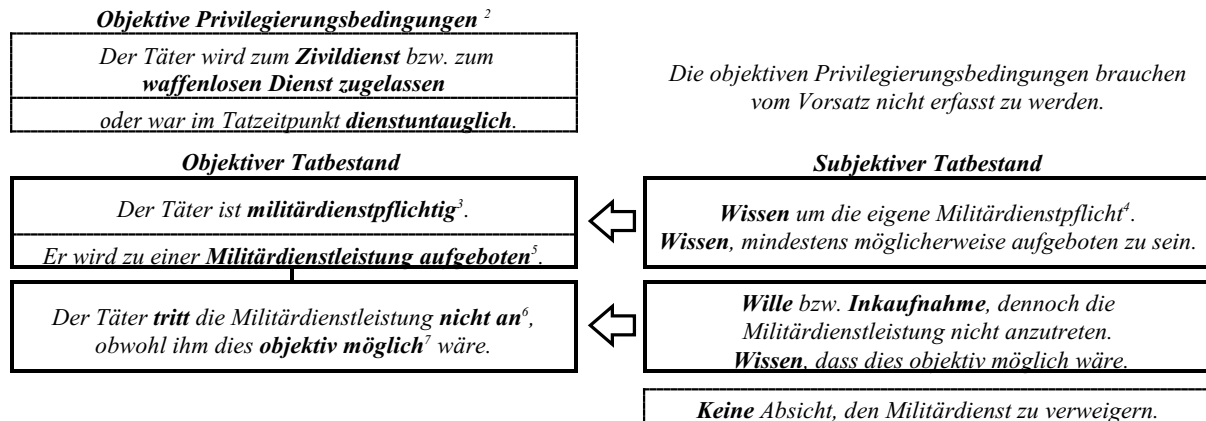 Objektive Privilegierungsbedingungen 2
Der Täter wird zum Zivildienst bzw. zum
waffenlosen Dienst zugelassen
oder war im Tatzeitpunkt dienstuntauglich.
Die objektiven Privilegierungsbedingungen brauchen
vom Vorsatz nicht erfasst zu werden.
Objektiver Tatbestand
Der Täter ist militärdienstpflichtig3.
Er wird zu einer Militärdienstleistung aufgeboten5.
Subjektiver Tatbestand
Wissen um die eigene Militärdienstpflicht4.
Wissen, mindestens möglicherweise aufgeboten zu sein.
Der Täter tritt die Militärdienstleistung nicht an6,
obwohl ihm dies objektiv möglich7 wäre.
Wille bzw. Inkaufnahme, dennoch die
Militärdienstleistung nicht anzutreten.
Wissen, dass dies objektiv möglich wäre.
Keine Absicht, den Militärdienst zu verweigern.